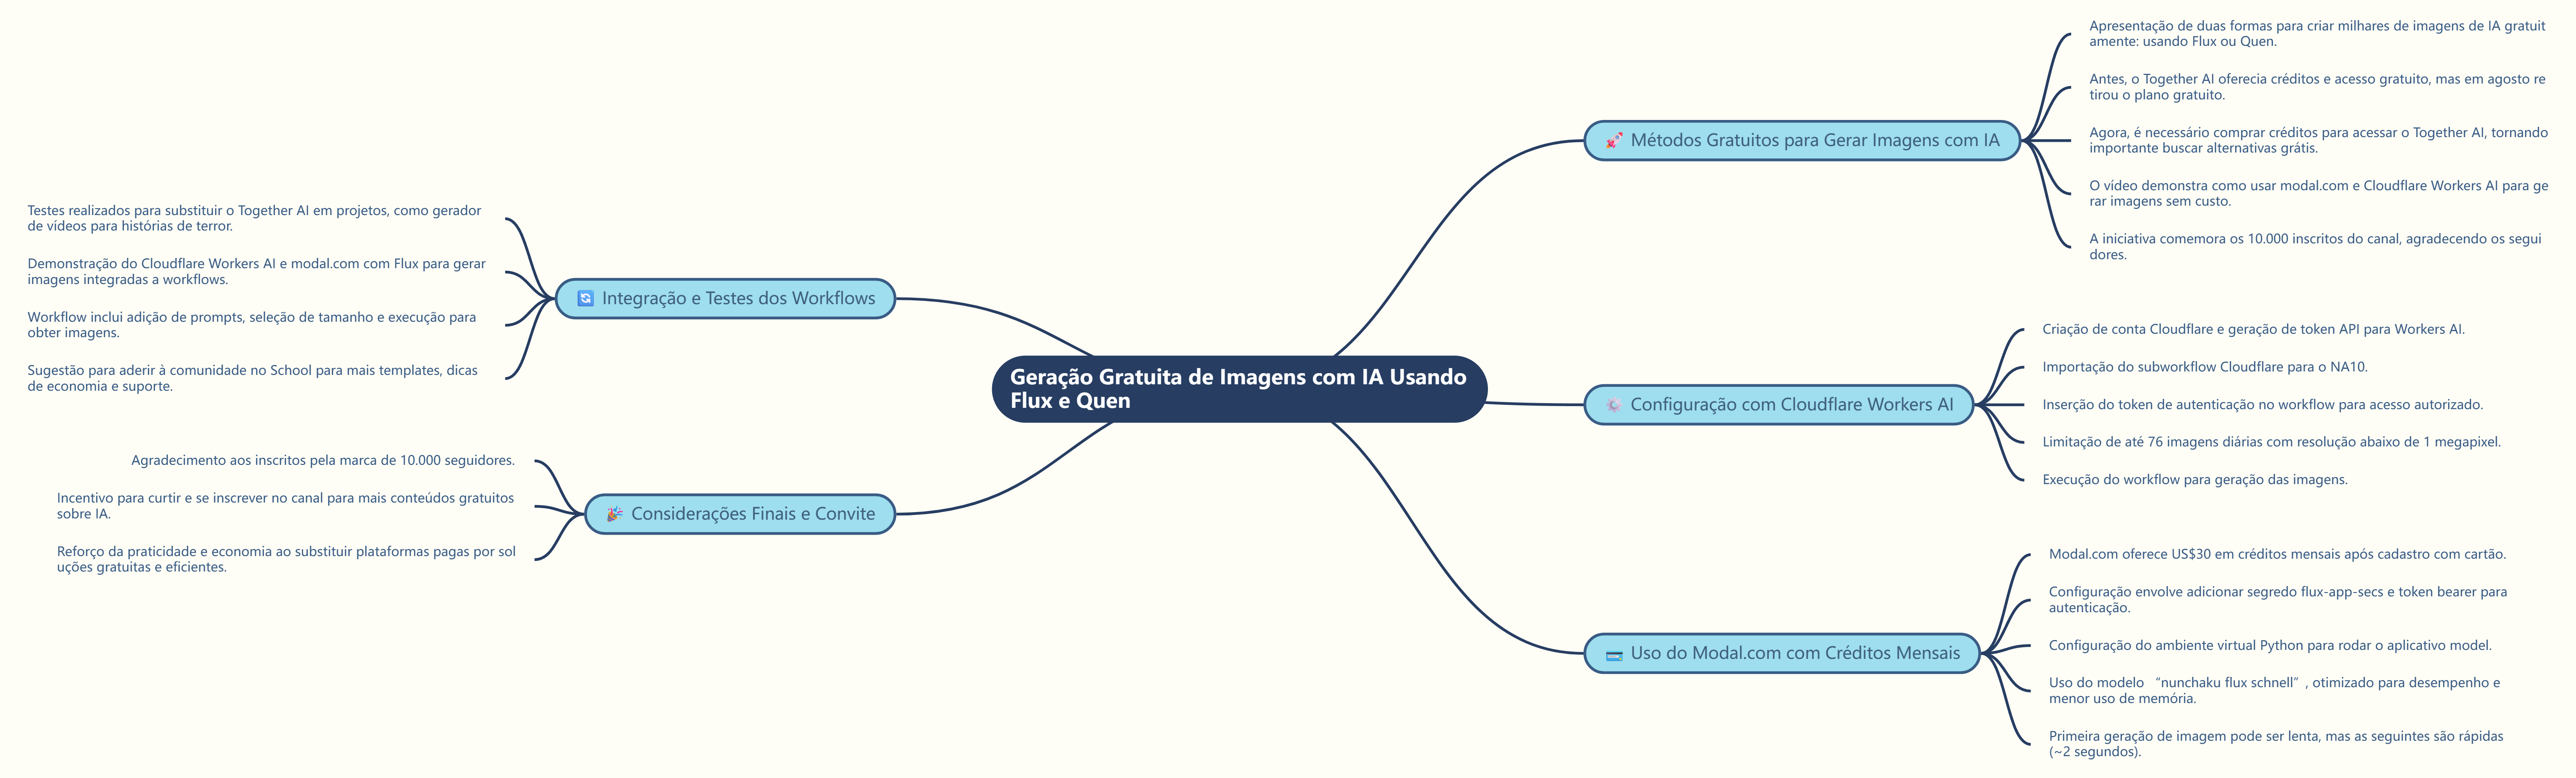 Geração Gratuita de Imagens com IA Usando
Flux e Quen
Métodos Gratuitos para Gerar Imagens com IA
Apresentação de duas formas para criar milhares de imagens de IA gratuit
amente: usando Flux ou Quen.
Antes, o Together AI oferecia créditos e acesso gratuito, mas em agosto re
tirou o plano gratuito.
Agora, é necessário comprar créditos para acessar o Together AI, tornando
importante buscar alternativas grátis.
O vídeo demonstra como usar modal.com e Cloudflare Workers AI para ge
rar imagens sem custo.
A iniciativa comemora os 10.000 inscritos do canal, agradecendo os segui
dores.
Configuração com Cloudflare Workers AI
Criação de conta Cloudflare e geração de token API para Workers AI.
Importação do subworkflow Cloudflare para o NA10.
Inserção do token de autenticação no workflow para acesso autorizado.
Limitação de até 76 imagens diárias com resolução abaixo de 1 megapixel.
Execução do workflow para geração das imagens.
Uso do Modal.com com Créditos Mensais
Modal.com oferece US$30 em créditos mensais após cadastro com cartão.
Configuração envolve adicionar segredo flux-app-secs e token bearer para
autenticação.
Configuração do ambiente virtual Python para rodar o aplicativo model.
Uso do modelo “nunchaku flux schnell”, otimizado para desempenho e
menor uso de memória.
Primeira geração de imagem pode ser lenta, mas as seguintes são rápidas
(~2 segundos).
Integração e Testes dos Workflows
Testes realizados para substituir o Together AI em projetos, como gerador
de vídeos para histórias de terror.
Demonstração do Cloudflare Workers AI e modal.com com Flux para gerar
imagens integradas a workflows.
Workflow inclui adição de prompts, seleção de tamanho e execução para
obter imagens.
Sugestão para aderir à comunidade no School para mais templates, dicas
de economia e suporte.
Considerações Finais e Convite
Agradecimento aos inscritos pela marca de 10.000 seguidores.
Incentivo para curtir e se inscrever no canal para mais conteúdos gratuitos
sobre IA.
Reforço da praticidade e economia ao substituir plataformas pagas por sol
uções gratuitas e eficientes.